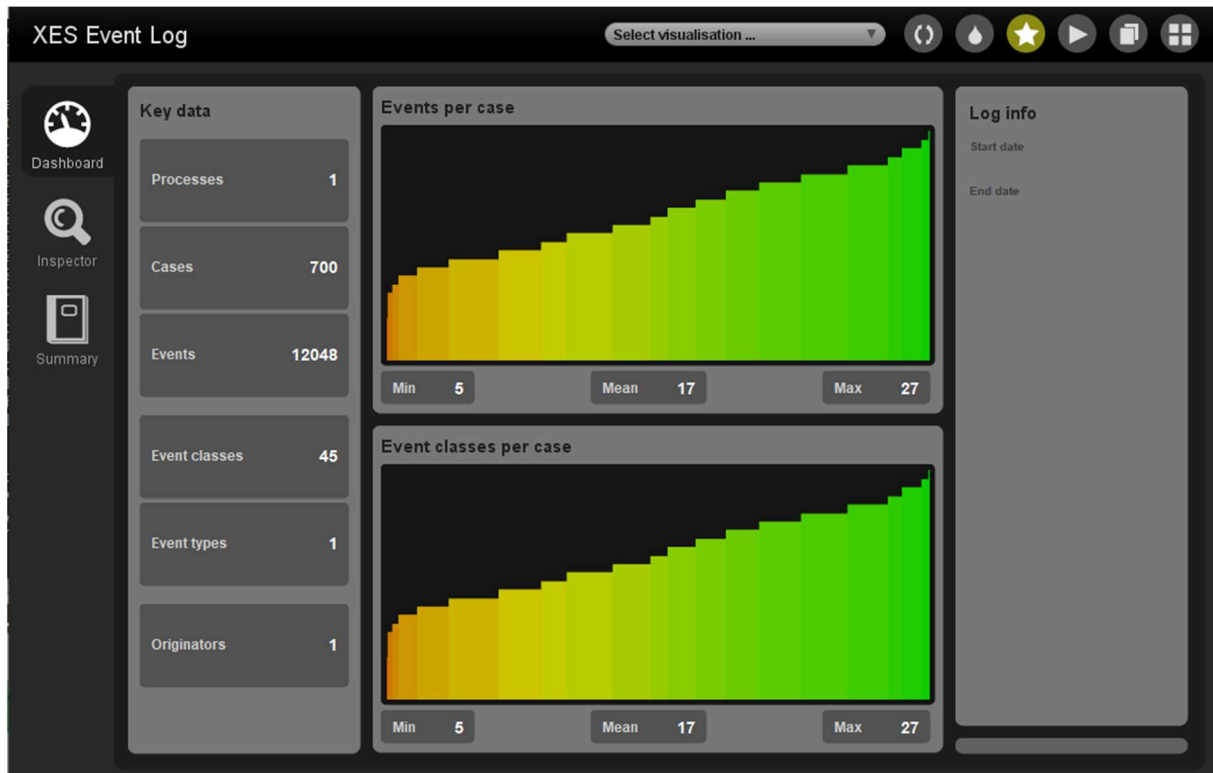 XES Event Log
Select visualisation ...
Dashboard
Inspector
Summary
Key data
Processes 1
Cases 700
Events 12048
Event classes 45
Event types 1
Originators 1
Events per case
Min 5 Mean 17 Max 27
Event classes per case
Min 5 Mean 17 Max 27
Log info
Start date
End date